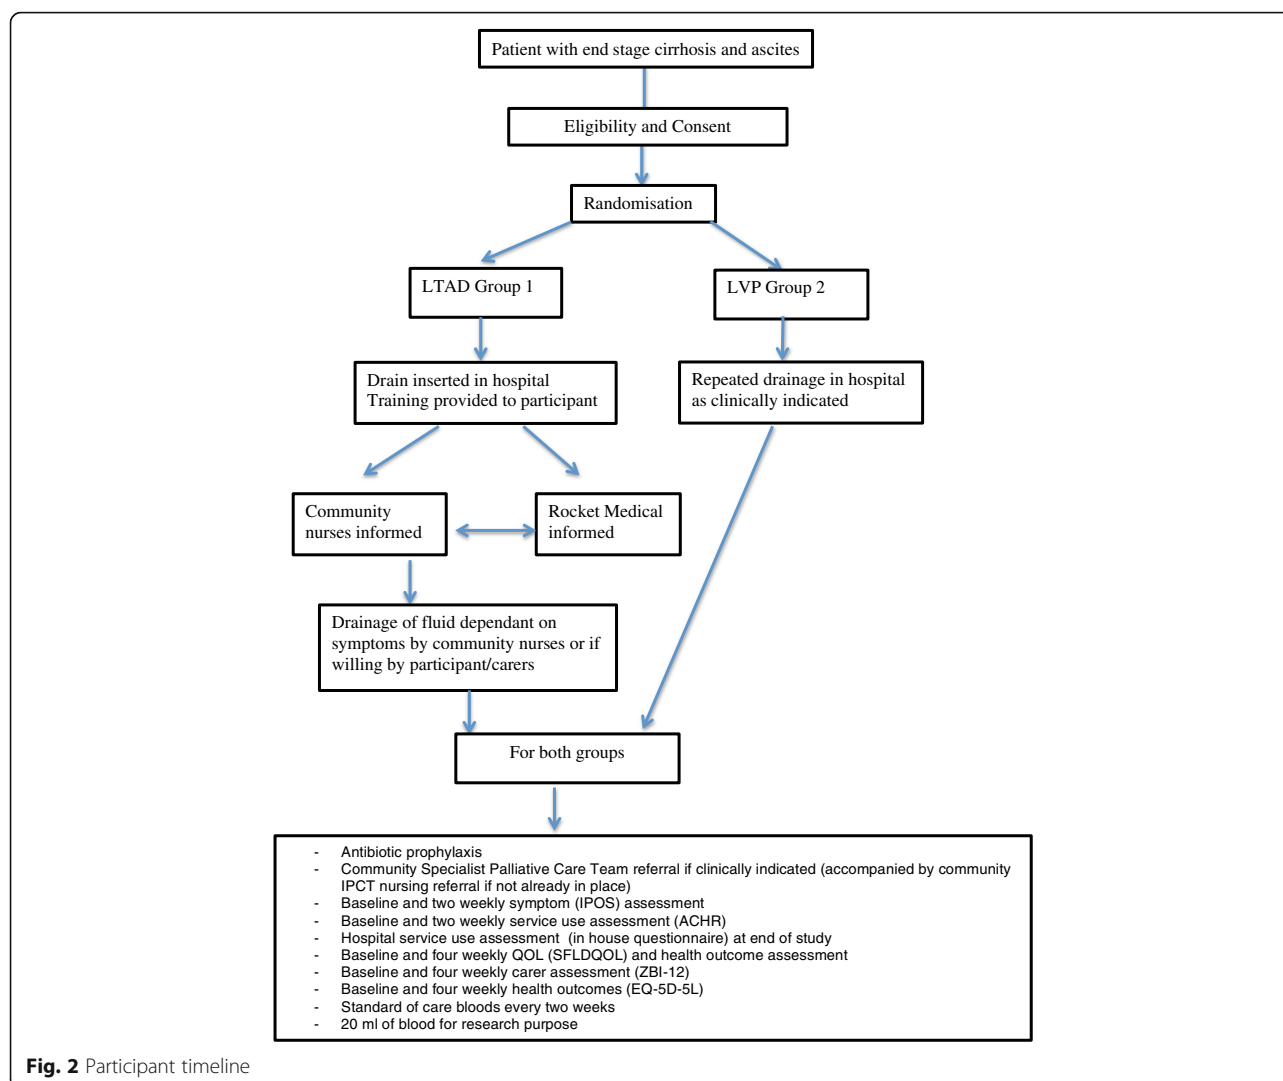 Patient with end stage cirrhosis and ascites
Eligibility and Consent
Randomisation
LTAD Group 1
LVP Group 2
Drain inserted in hospital
Training provided to participant
Repeated drainage in hospital
as clinically indicated
Community
nurses informed
Rocket Medical
informed
Drainage of fluid dependant on
symptoms by community nurses or if
willing by participant/carers
For both groups
- Antibiotic prophylaxis
- Community Specialist Palliative Care Team referral if clinically indicated (accompanied by community
IPCT nursing referral if not already in place)
- Baseline and two weekly symptom (IPOS) assessment
- Baseline and two weekly service use assessment (ACHR)
- Hospital service use assessment (in house questionnaire) at end of study
- Baseline and four weekly QOL (SFLDQOL) and health outcome assessment
- Baseline and four weekly carer assessment (ZBI-12)
- Baseline and four weekly health outcomes (EQ-5D-5L)
- Standard of care bloods every two weeks
- 20 ml of blood for research purpose
Fig. 2 Participant timeline